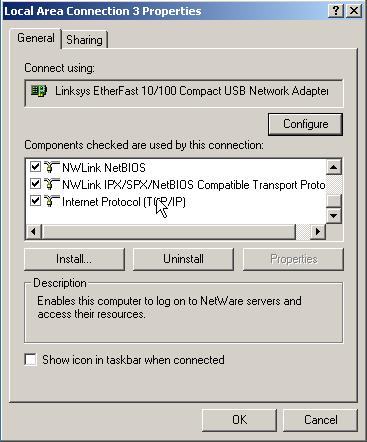 Local Area Connection 3 Properties
General
Sharing
Connect using:
Linksys EtherFast 10/100 Compact USB Network Adapter
Configure
Components checked are used by this connection:
NWLink NetBIOS
NWLink IPX/SPX/NetBIOS Compatible Transport Proto
Internet Protocol (TCP/IP)
Install...
Uninstall
Properties
Description
Enables this computer to log on to NetWare servers and
access their resources.
Show icon in taskbar when connected
OK
Cancel